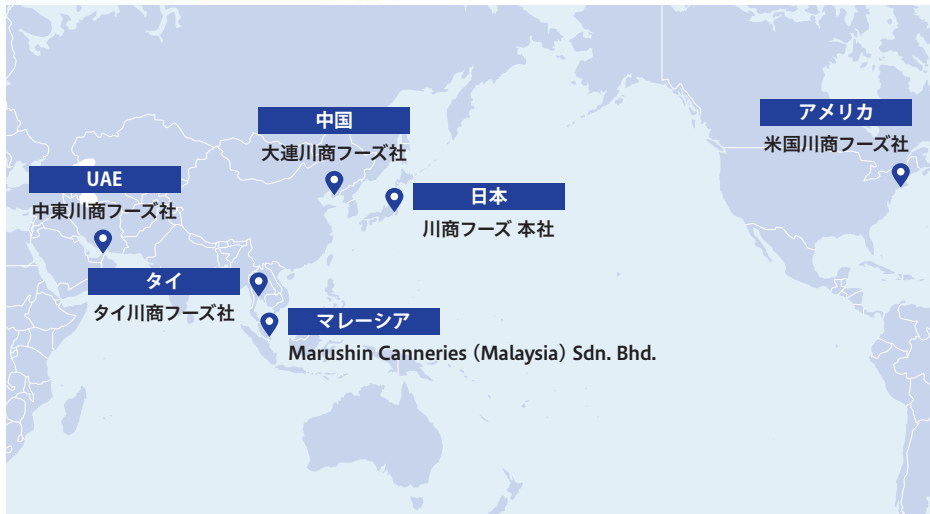 中国
大連川商フーズ社
アメリカ
米国川商フーズ社
UAE
中東川商フーズ社
日本
川商フーズ 本社
タイ
タイ川商フーズ社
マレーシア
Marushin Canneries（Malaysia）Sdn. Bhd.